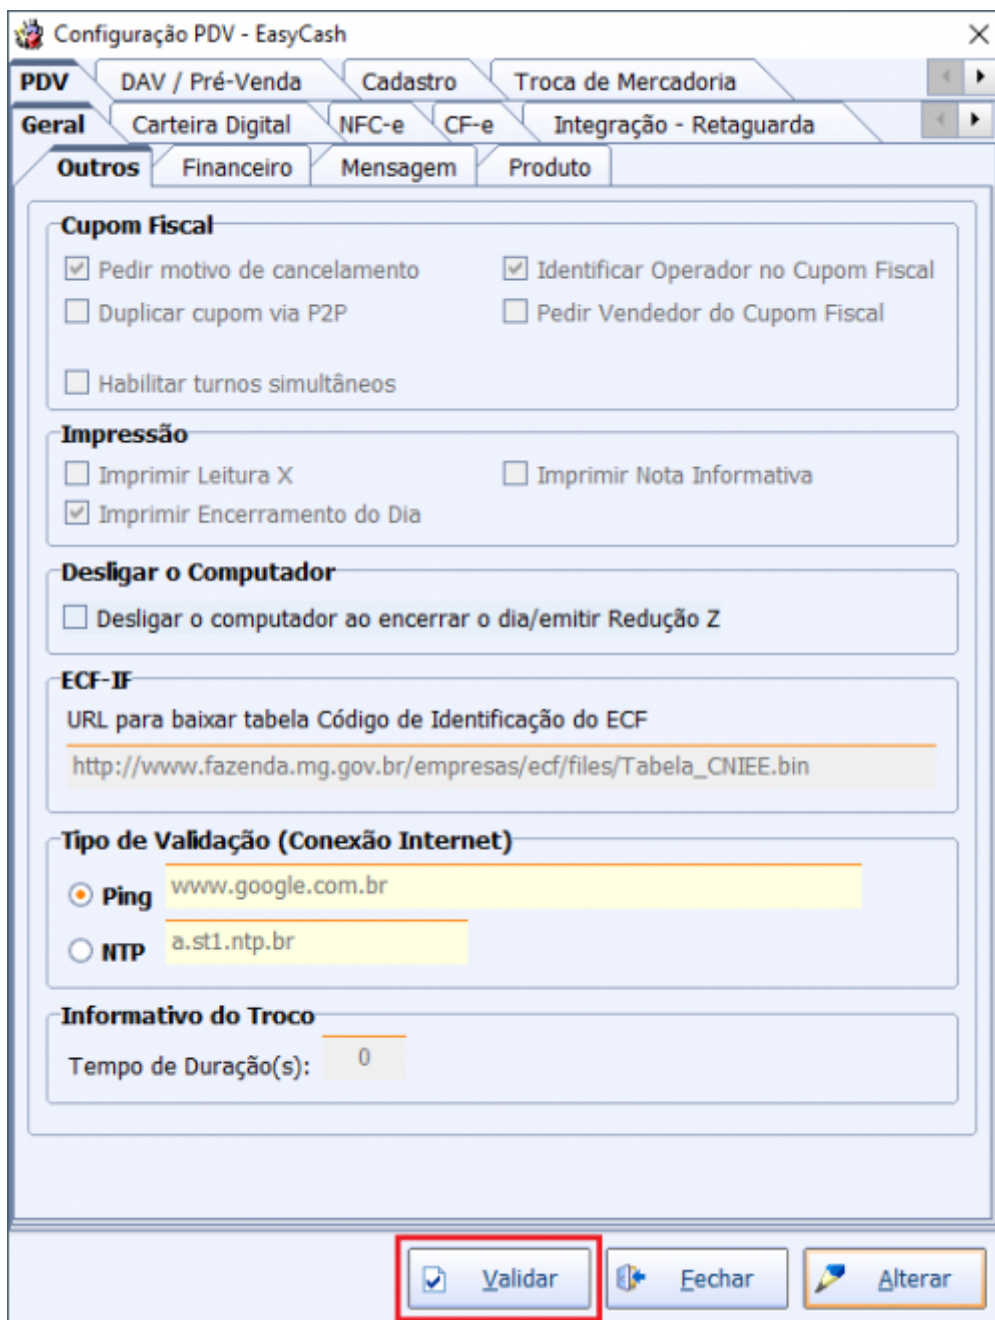 Configuração PDV - EasyCash
PDV DAV / Pré-Venda Cadastro Troca de Mercadoria
Geral Carteira Digital NFC-e CF-e Integração - Retaguarda
Outros Financeiro Mensagem Produto
Cupom Fiscal
Pedir motivo de cancelamento Identificar Operador no Cupom Fiscal
Duplicar cupom via P2P Pedir Vendedor do Cupom Fiscal
Habilitar turnos simultâneos
Impressão
Imprimir Leitura X Imprimir Nota Informativa
Imprimir Encerramento do Dia
Desligar o Computador
Desligar o computador ao encerrar o dia/emitir Redução Z
ECF-IF
URL para baixar tabela Código de Identificação do ECF
http://www.fazenda.mg.gov.br/empresas/ecf/files/Tabela_CNIEE.bin
Tipo de Validação (Conexão Internet)
Ping www.google.com.br
NTP a.st1.ntp.br
Informativo do Troco
Tempo de Duração(s): 0
Validar Fechar Alterar